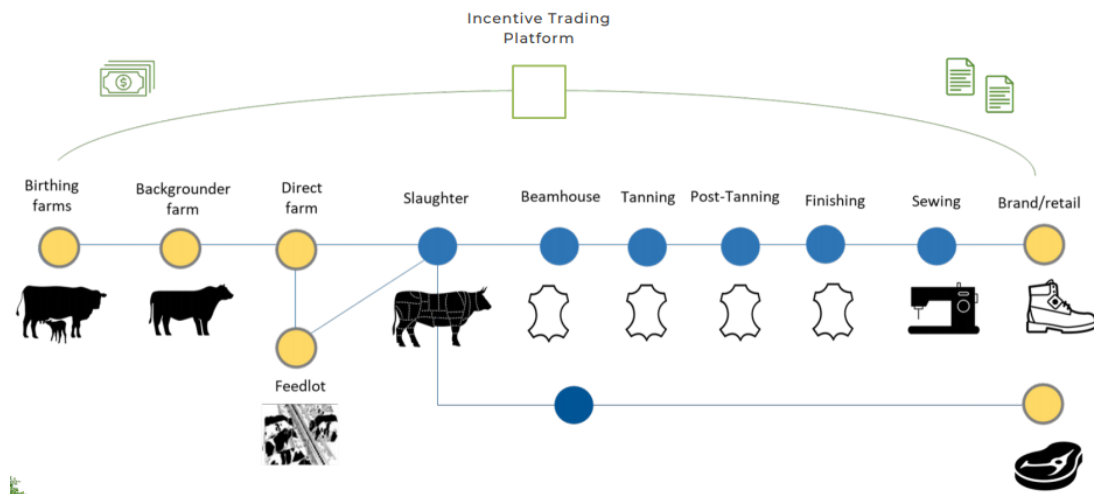 Incentive Trading
Platform
$
Birthing
farms
Backgrounder
farm
Direct
farm
Slaughter
Beamhouse
Tanning
Post-Tanning
Finishing
Sewing
Brand/retail
Feedlot